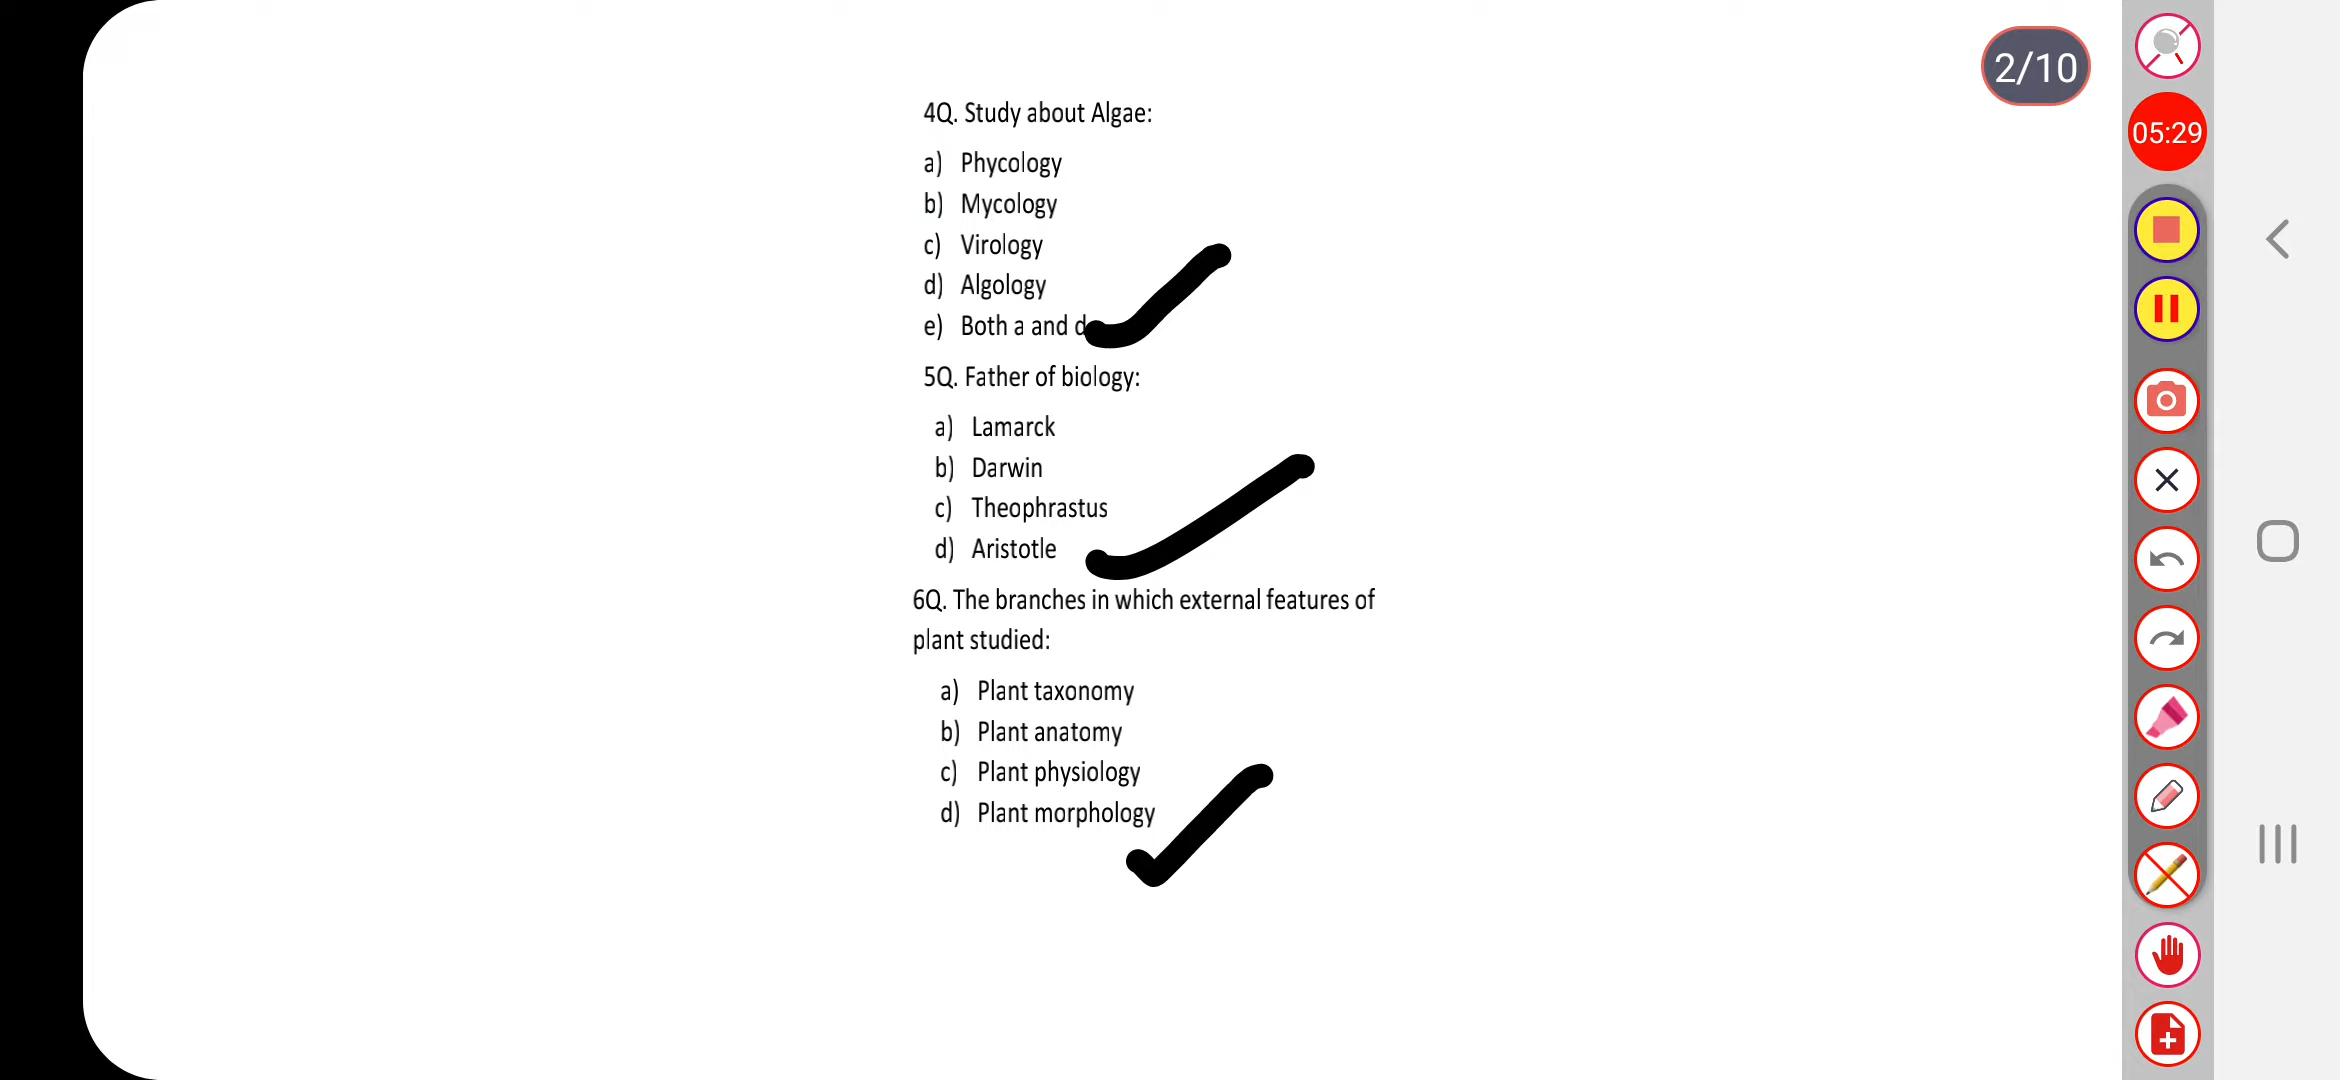 2/10
05:29
4Q. Study about Algae:
a) Phycology
b) Mycology
c) Virology
d) Algology
e) Both a and d
5Q. Father of biology:
a) Lamarck
b) Darwin
c) Theophrastus
d) Aristotle
6Q. The branches in which external features of
plant studied:
a) Plant taxonomy
b) Plant anatomy
c) Plant physiology
d) Plant morphology